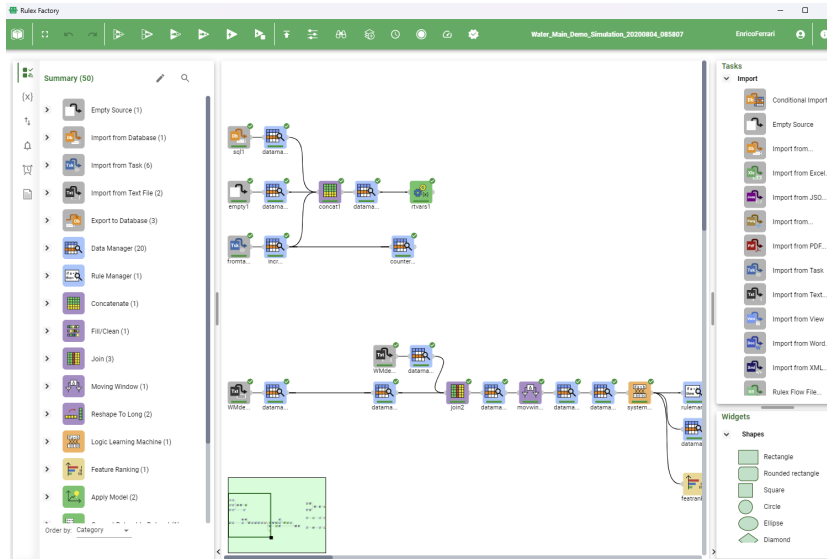 Rulex Factory
Water_Main_Demo_Simulation_20200804_085807
EnricoFerrari
Summary (50)
Empty Source (1)
Import from Database (1)
Import from Task (6)
Import from Text File (2)
Export to Database (3)
Data Manager (20)
Rule Manager (1)
Concatenate (1)
Fill/Clean (1)
Join (3)
Moving Window (1)
Reshape To Long (2)
Logic Learning Machine (1)
Feature Ranking (1)
Apply Model (2)
Order by: Category
sql1
datama...
empty1
datama...
concat1
datama...
rtvars1
fromta...
incr...
counter...
WMde...
datama...
WMde...
datama...
datama...
join2
datama...
movwin...
datama...
datama...
system...
rulema
datama
featrank
Tasks
Import
Conditional Import
Empty Source
Import from...
Import from Excel
Import from JSO...
Import from...
Import from PDF...
Import from Task
Import from Text...
Import from View
Import from Word
Import from XML...
Rulex Flow File...
Widgets
Shapes
Rectangle
Rounded rectangle
Square
Circle
Ellipse
Diamond